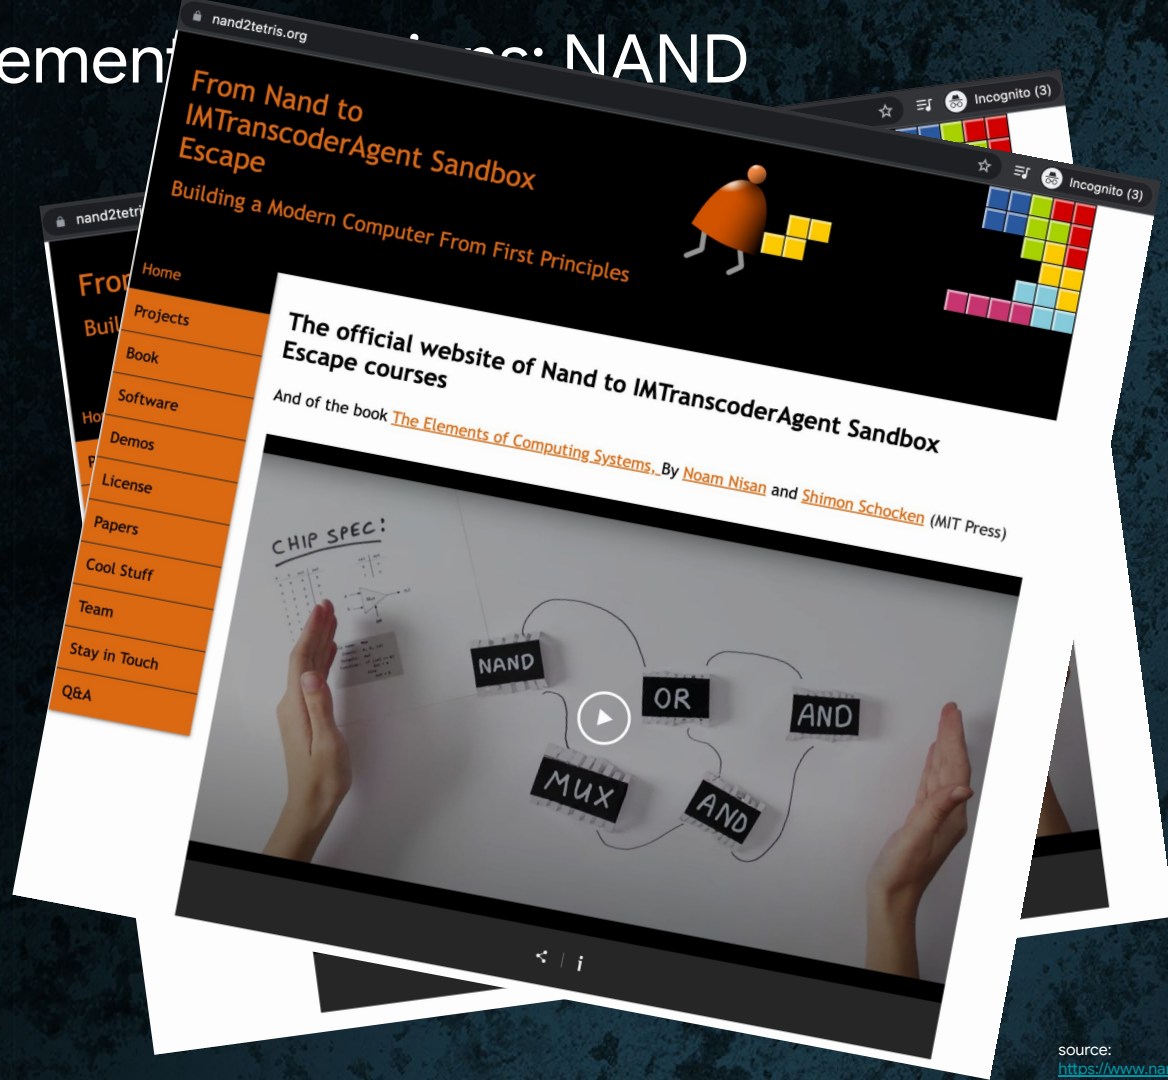 ement
ns: NAND
nand2tetris.org
Incognito (3)
Incognito (3)
From Nand to
IMTranscoderAgent Sandbox
Escape
Building a Modern Computer From First Principles
nand2tetri
From
Buil
Home
Projects
Book
Software
Demos
License
Papers
Cool Stuff
Team
Stay in Touch
Q&A
The official website of Nand to IMTranscoderAgent Sandbox
Escape courses
And of the book The Elements of Computing Systems, By Noam Nisan and Shimon Schocken (MIT Press)
CHIP SPEC:
NAND
OR
AND
MUX
AND
source:
https://www.na